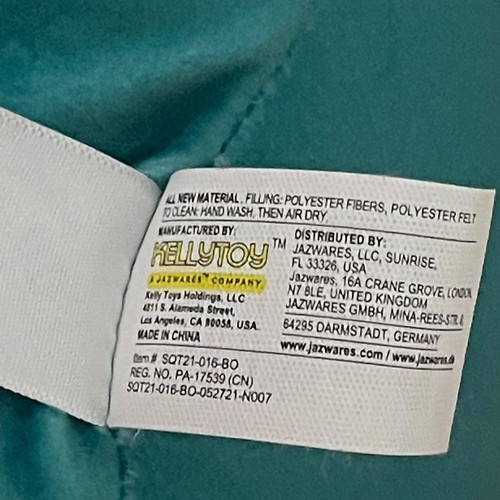 ALL NEW MATERIAL. FILLING: POLYESTER FIBERS, POLYESTER FELT
TO CLEAN: HAND WASH, THEN AIR DRY
MANUFACTURED BY:
KELLYTOY™
A JAZWARES™ COMPANY
Kelly Toys Holdings, LLC
4811 S. Alameda Street,
Los Angeles, CA 90058, USA.
MADE IN CHINA
DISTRIBUTED BY:
JAZWARES, LLC, SUNRISE,
FL 33326, USA
Jazwares, 16A CRANE GROVE, LONDON
N7 8LE, UNITED KINGDOM
JAZWARES GMBH, MINA-REES-STR.
64295 DARMSTADT, GERMANY
www.jazwares.com / www.jazwares.de
Item # SQT21-016-BO
REG. NO. PA-17539 (CN)
SQT21-016-BO-052721-N007